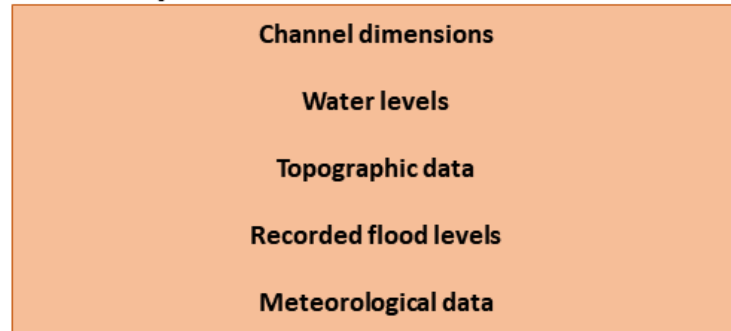 Channel dimensions
Water levels
Topographic data
Recorded flood levels
Meteorological data